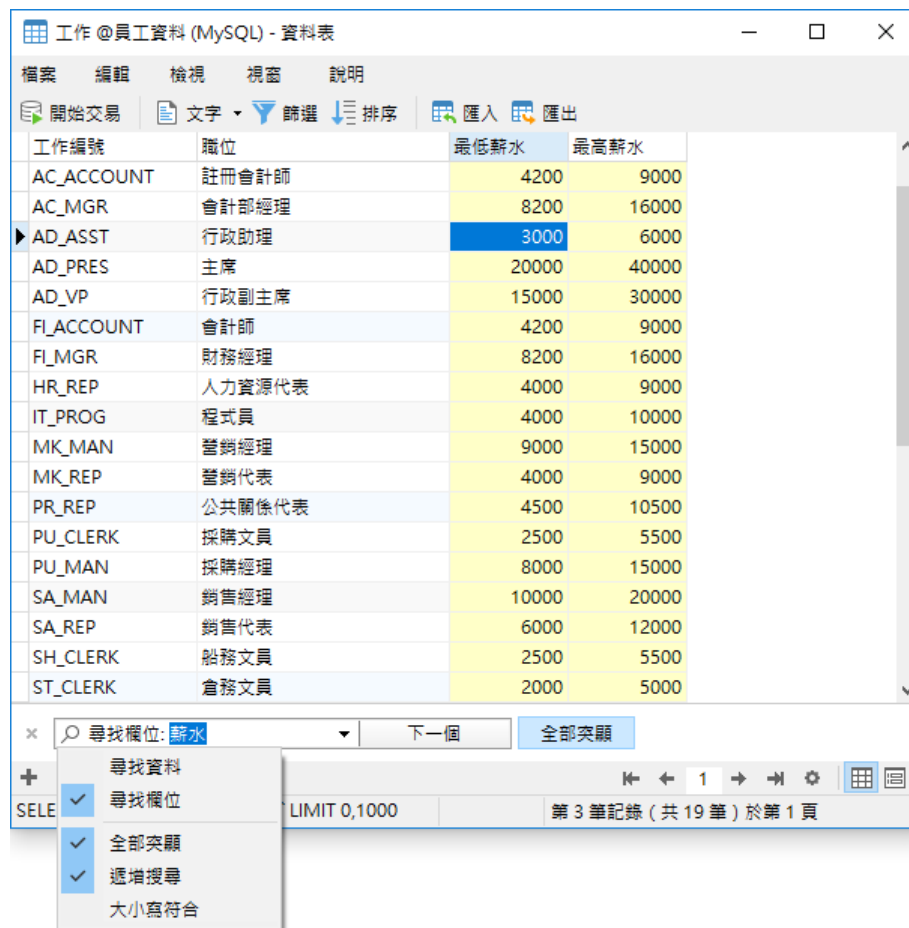 工作 @員工資料 (MySQL) - 資料表
檔案 編輯 檢視 視窗 說明
開始交易 文字 篩選 排序 匯入 匯出
工作編號 職位 最低薪水 最高薪水
AC_ACCOUNT 註冊會計師 4200 9000
AC_MGR 會計部經理 8200 16000
AD_ASST 行政助理 3000 6000
AD_PRES 主席 20000 40000
AD_VP 行政副主席 15000 30000
FI_ACCOUNT 會計師 4200 9000
FI_MGR 財務經理 8200 16000
HR_REP 人力資源代表 4000 9000
IT_PROG 程式員 4000 10000
MK_MAN 營銷經理 9000 15000
MK_REP 營銷代表 4000 9000
PR_REP 公共關係代表 4500 10500
PU_CLERK 採購文員 2500 5500
PU_MAN 採購經理 8000 15000
SA_MAN 銷售經理 10000 20000
SA_REP 銷售代表 6000 12000
SH_CLERK 船務文員 2500 5500
ST_CLERK 倉務文員 2000 5000
尋找欄位: 薪水 下一個 全部突顯
尋找資料
1
尋找欄位
SELE LIMIT 0,1000 第 3 筆記錄 ( 共 19 筆 ) 於第 1 頁
全部突顯
遞增搜尋
大小寫符合